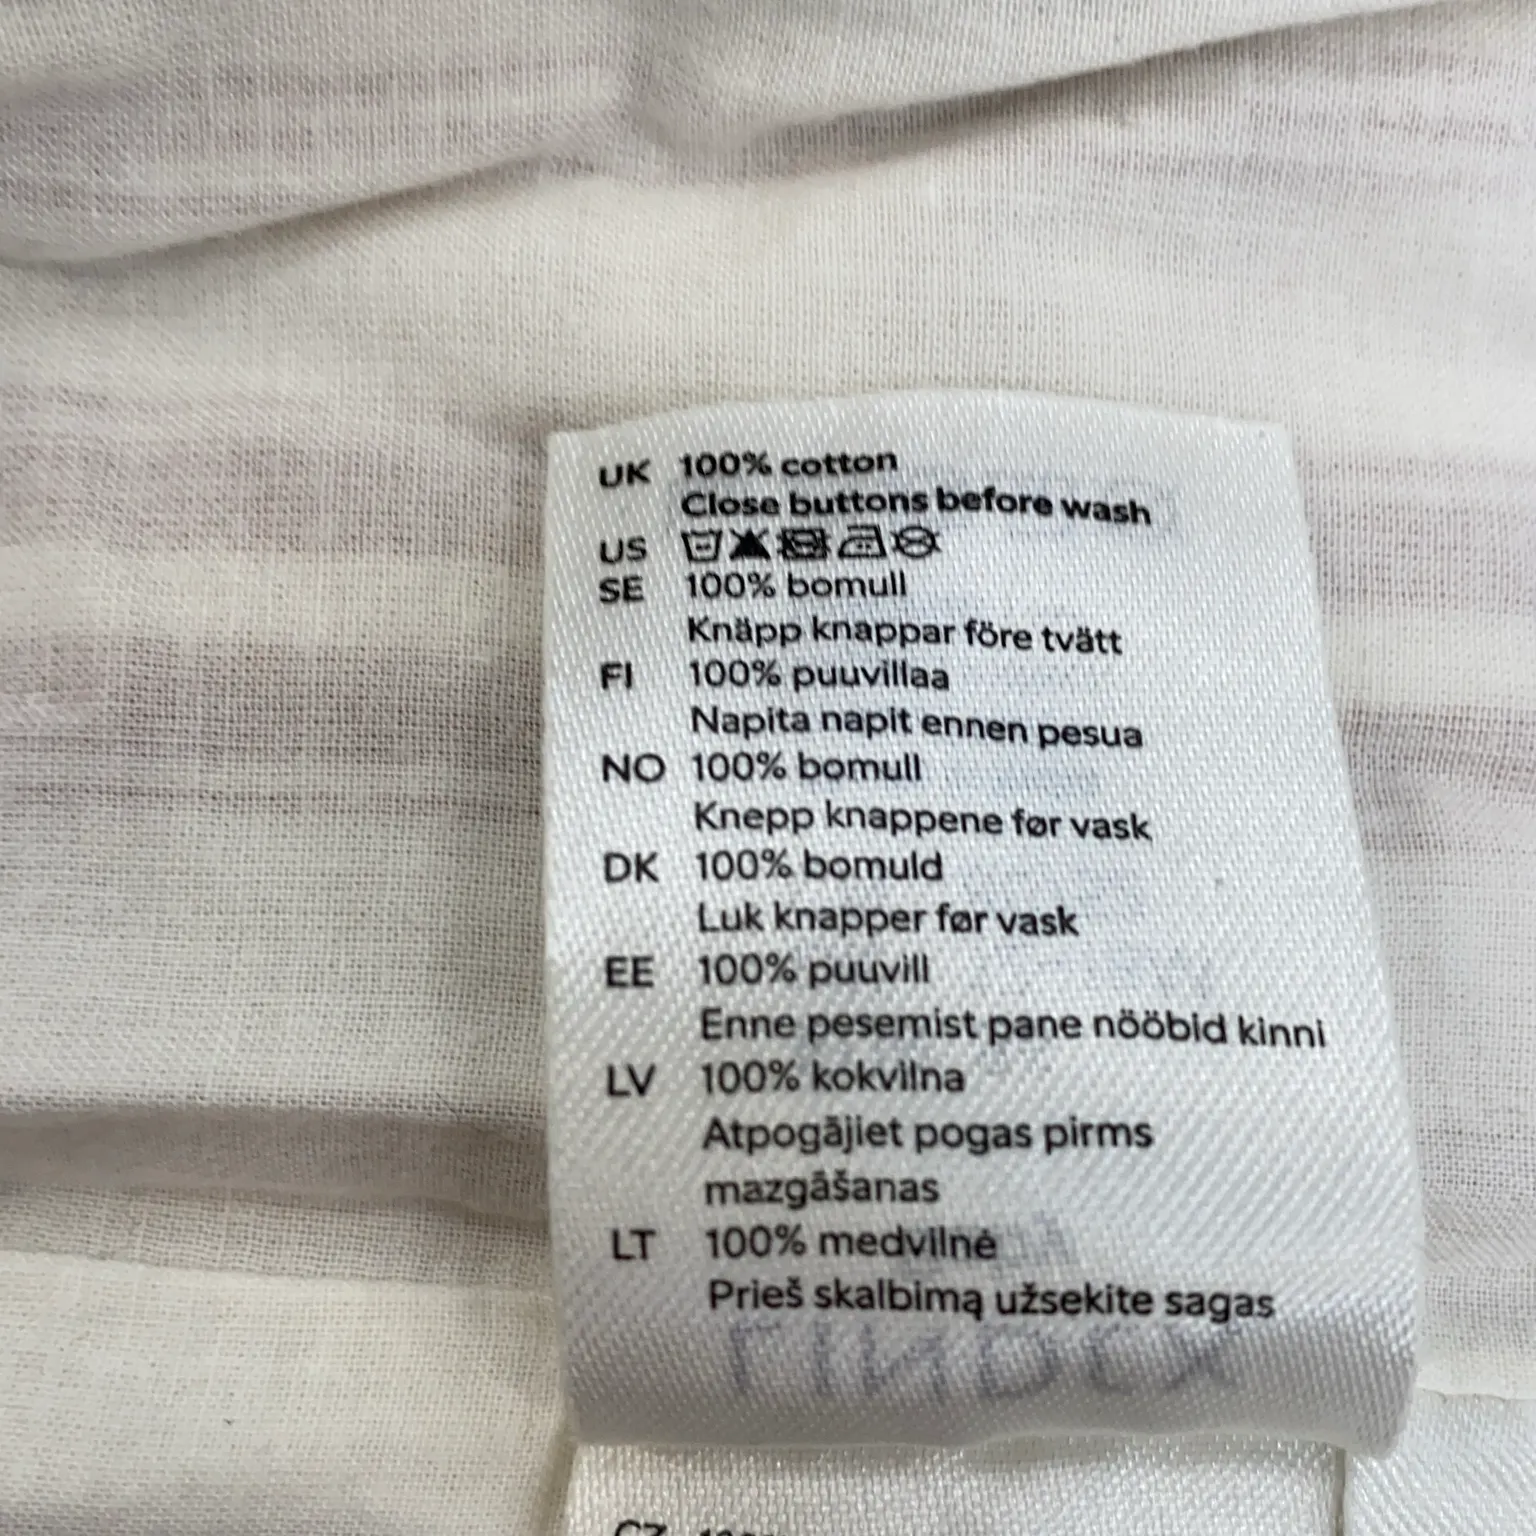 UK 100% cotton
Close buttons before wash
US
SE 100% bomull
Knäpp knappar före tvätt
FI 100% puuvillaa
Napita napit ennen pesua
NO 100% bomull
Knepp knappene før vask
DK 100% bomuld
Luk knapper før vask
EE 100% puuvill
Enne pesemist pane nööbid kinni
LV 100% kokvilna
Atpogājiet pogas pirms
mazgāšanas
LT 100% medvilnė
Prieš skalbimą užsekite sagas
CZ